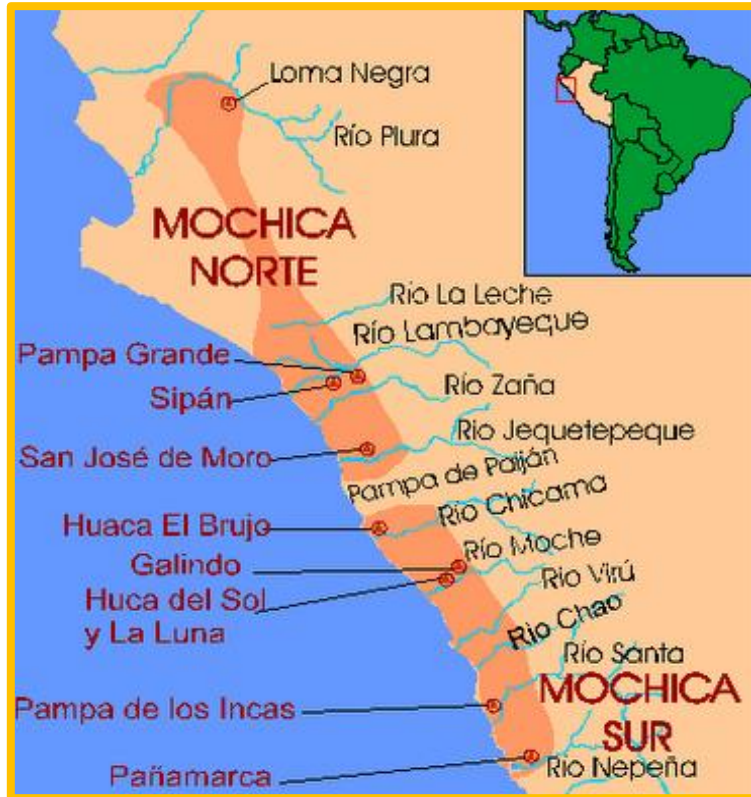 Loma Negra
Río Piura
MOCHICA
NORTE
Río La Leche
Río Lambayeque
Pampa Grande
Sipán
Río Zaña
Río Jequetepeque
San José de Moro
Pampa de Paiján
Río Chicama
Huaca El Brujo
Río Moche
Galindo
Río Virú
Huca del Sol
y La Luna
Rio Chao
Río Santa
MOCHICA
SUR
Pampa de los Incas
Rio Nepeña
Pañamarca